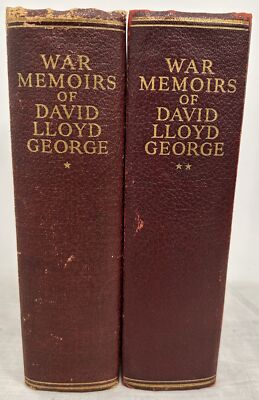 WAR
MEMOIRS
OF
DAVID
LLOYD
GEORGE
*
WAR
MEMOIRS
OF
DAVID
LLOYD
GEORGE
**